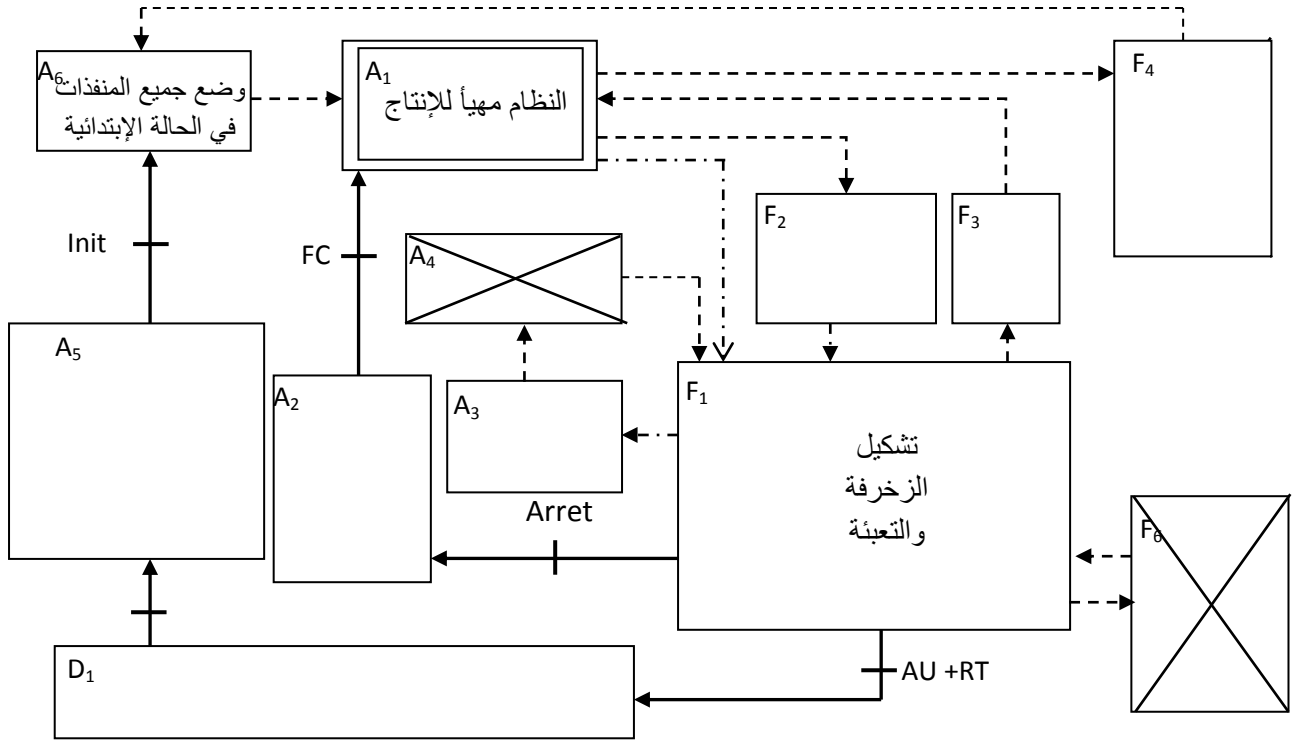 A₆
وضع جميع المنفذات
في الحالة الإبتدائية
A₁
النظام مهيأ للإنتاج
F₄
F₂
F₃
Init
FC
A₄
A₅
A₂
A₃
F₁
تشكيل
الزخرفة
والتعبئة
Arret
F₆
D₁
AU +RT